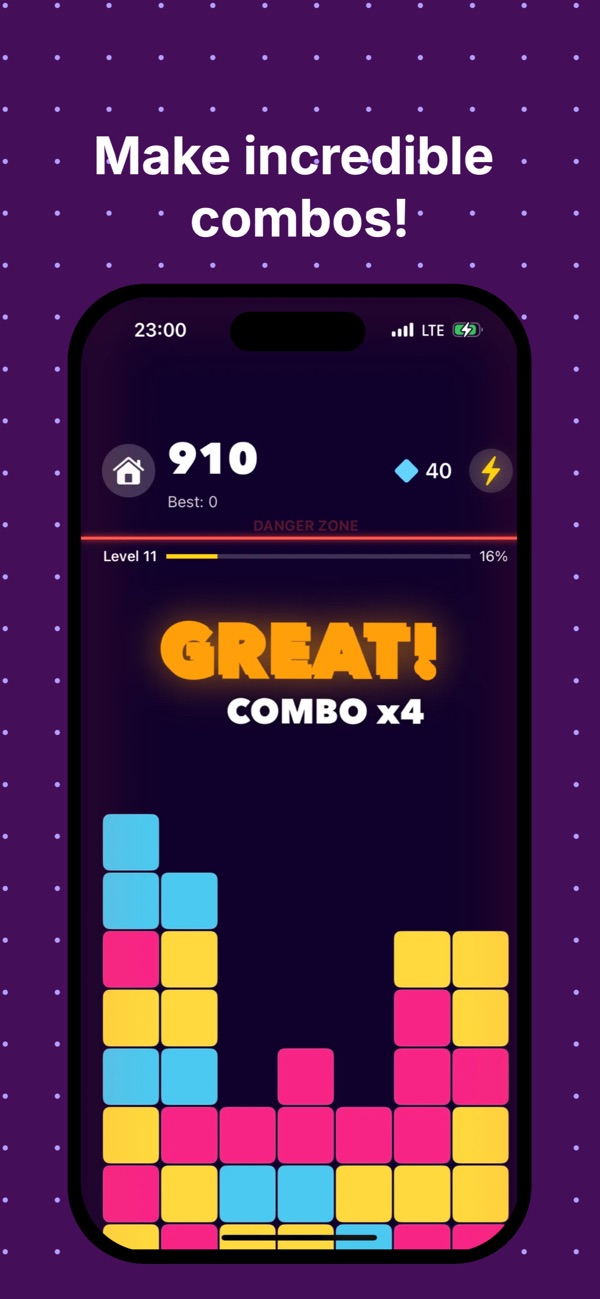 Make incredible
combos!
23:00
LTE
910
40
Best: 0
DANGER ZONE
Level 11
16%
GREAT!
COMBO x4